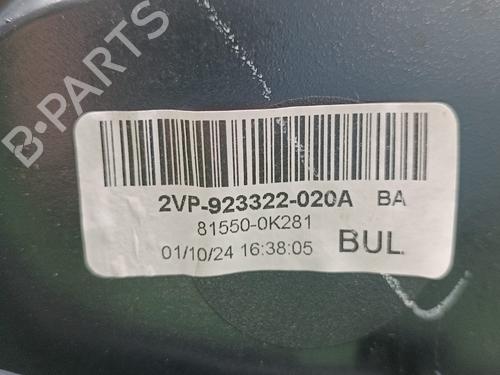 B-PARTS
2VP-923322-020A BA
81550-0K281
01/10/24 16:38:05 BUL